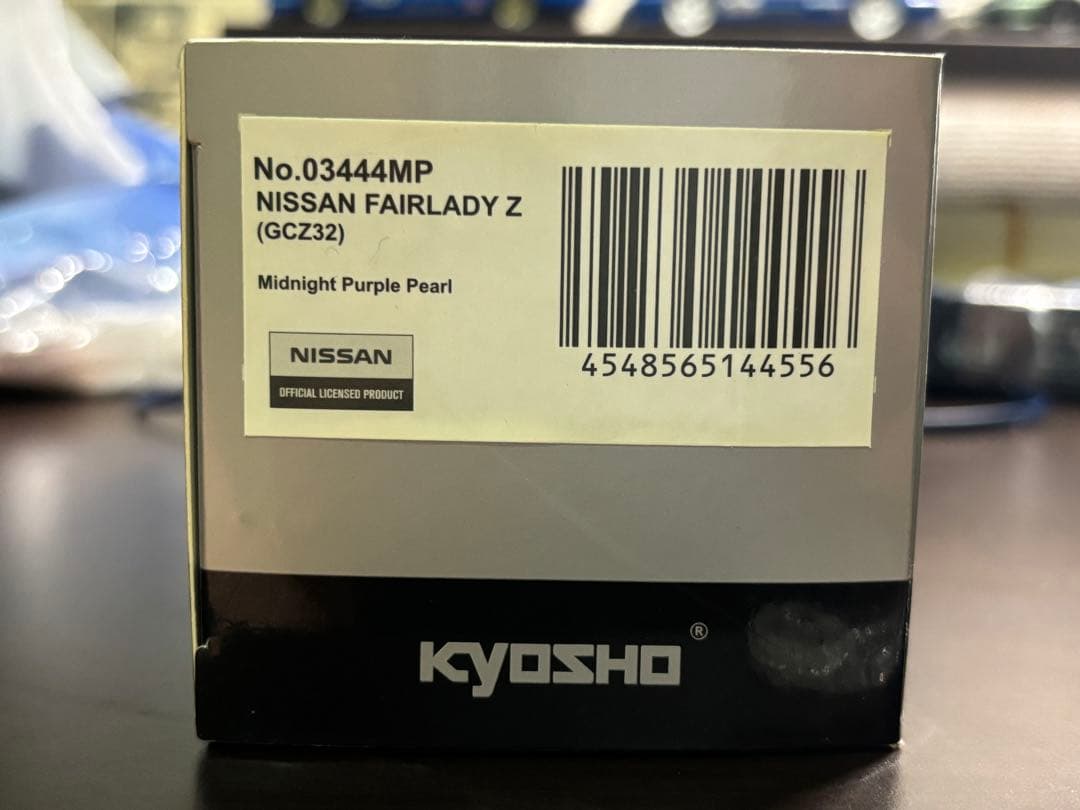 No.03444MP
NISSAN FAIRLADY Z
(GCZ32)
Midnight Purple Pearl
NISSAN
OFFICIAL LICENSED PRODUCT
4548565144556
KYOSHO®